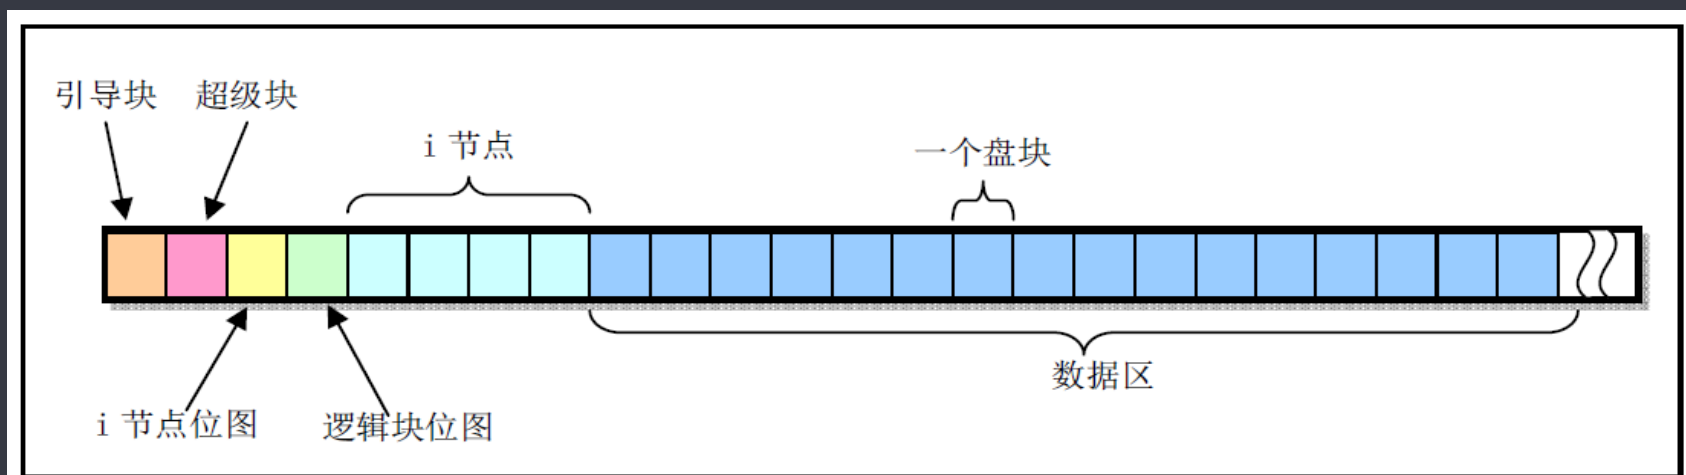 引导块
超级块
i 节点
一个盘块
数据区
i 节点位图
逻辑块位图